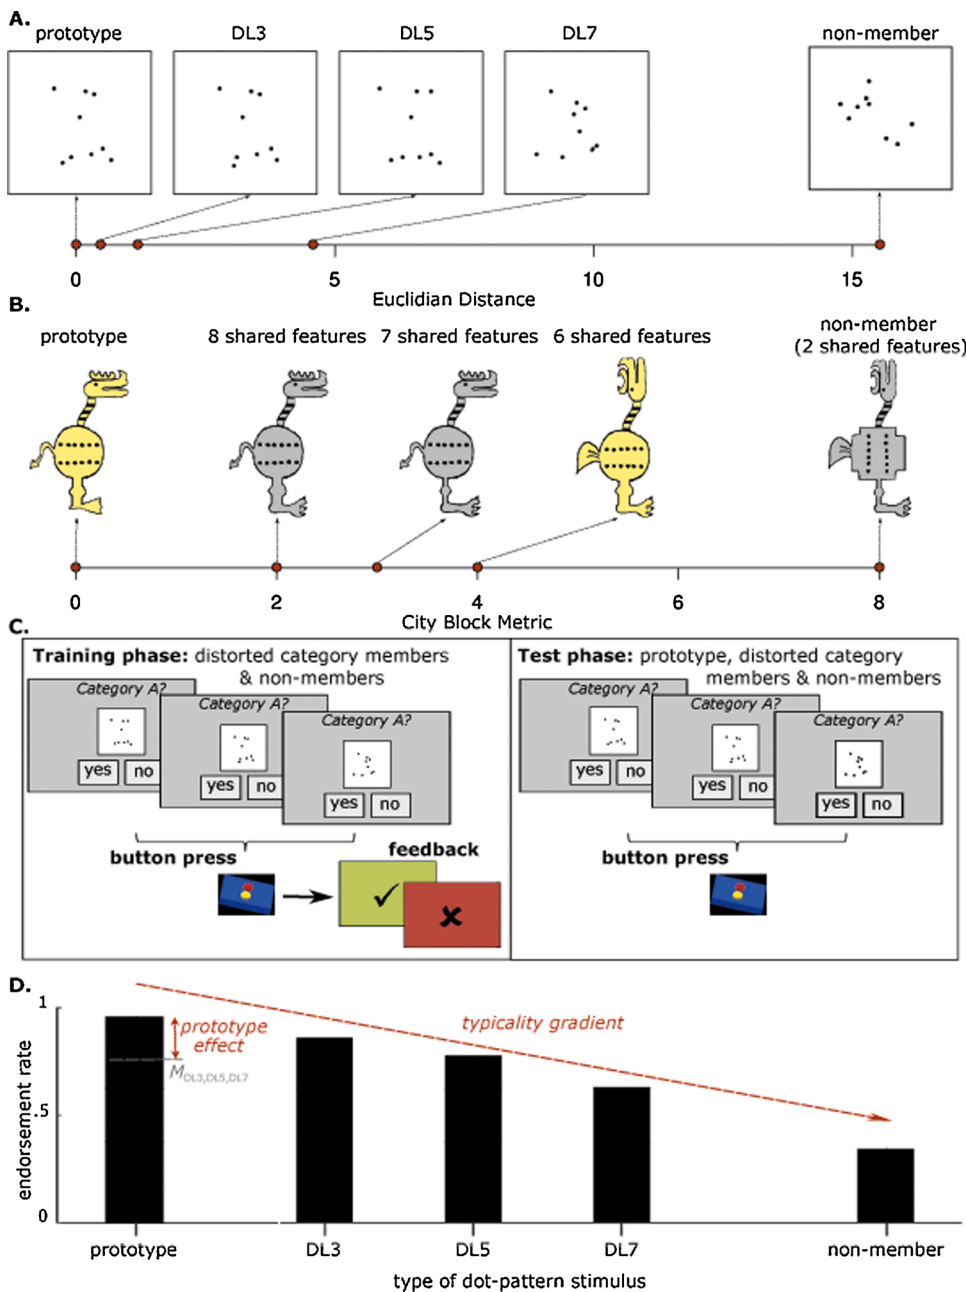 A.
prototype DL3 DL5 DL7 non-member
0 5 10 15
Euclidian Distance
B.
prototype 8 shared features 7 shared features 6 shared features non-member
(2 shared features)
0 2 4 6 8
City Block Metric
C.
Training phase: distorted category members
& non-members
Category A?
yes no
Category A?
yes no
Category A?
yes no
button press
feedback
Test phase: prototype, distorted category
members & non-members
Category A?
yes no
Category A?
yes no
Category A?
yes no
button press
D.
endorsement rate
1
.5
0
prototype
effect
M DL3,DL5,DL7
typicality gradient
prototype DL3 DL5 DL7 non-member
type of dot-pattern stimulus